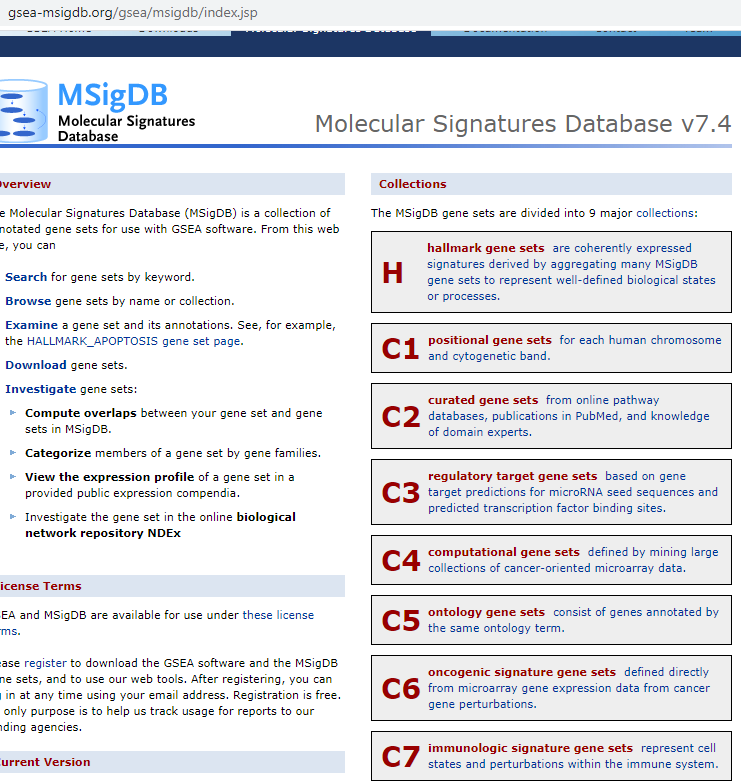 gsea-msigdb.org/gsea/msigdb/index.jsp
MSigDB
Molecular Signatures
Database
Molecular Signatures Database v7.4
Overview
Molecular Signatures Database (MSigDB) is a collection of
annotated gene sets for use with GSEA software. From this web
you can
Search for gene sets by keyword.
Browse gene sets by name or collection.
Examine a gene set and its annotations. See, for example,
the HALLMARK_APOPTOSIS gene set page.
Download gene sets.
Investigate gene sets:
Compute overlaps between your gene set and gene
sets in MSigDB.
Categorize members of a gene set by gene families.
View the expression profile of a gene set in a
provided public expression compendia.
Investigate the gene set in the online biological
network repository NDEx
License Terms
GSEA and MSigDB are available for use under these license
terms.
Please register to download the GSEA software and the MSigDB
gene sets, and to use our web tools. After registering, you can
log in at any time using your email address. Registration is free.
only purpose is to help us track usage for reports to our
funding agencies.
Current Version
Collections
The MSigDB gene sets are divided into 9 major collections:
H
hallmark gene sets are coherently expressed
signatures derived by aggregating many MSigDB
gene sets to represent well-defined biological states
or processes.
C1
positional gene sets for each human chromosome
and cytogenetic band.
C2
curated gene sets from online pathway
databases, publications in PubMed, and knowledge
of domain experts.
C3
regulatory target gene sets based on gene
target predictions for microRNA seed sequences and
predicted transcription factor binding sites.
C4
computational gene sets defined by mining large
collections of cancer-oriented microarray data.
C5
ontology gene sets consist of genes annotated by
the same ontology term.
C6
oncogenic signature gene sets defined directly
from microarray gene expression data from cancer
gene perturbations.
C7
immunologic signature gene sets represent cell
states and perturbations within the immune system.